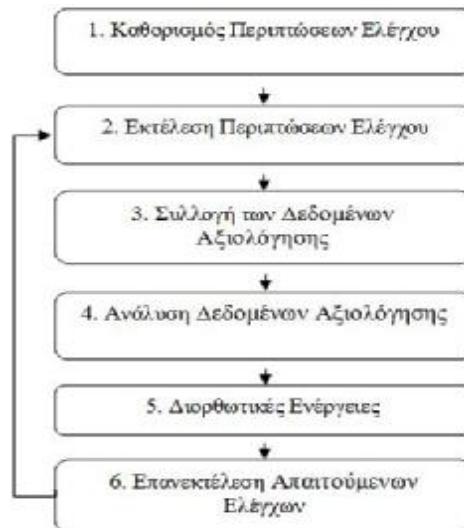 1. Καθορισμός Περιπτώσεων Ελέγχου
2. Εκτέλεση Περιπτώσεων Ελέγχου
3. Συλλογή των Δεδομένων
Αξιολόγησης
4. Ανάλυση Δεδομένων Αξιολόγησης
5. Διορθωτικές Ενέργειες
6. Επανεκτέλεση Απαιτούμενων
Ελέγχων